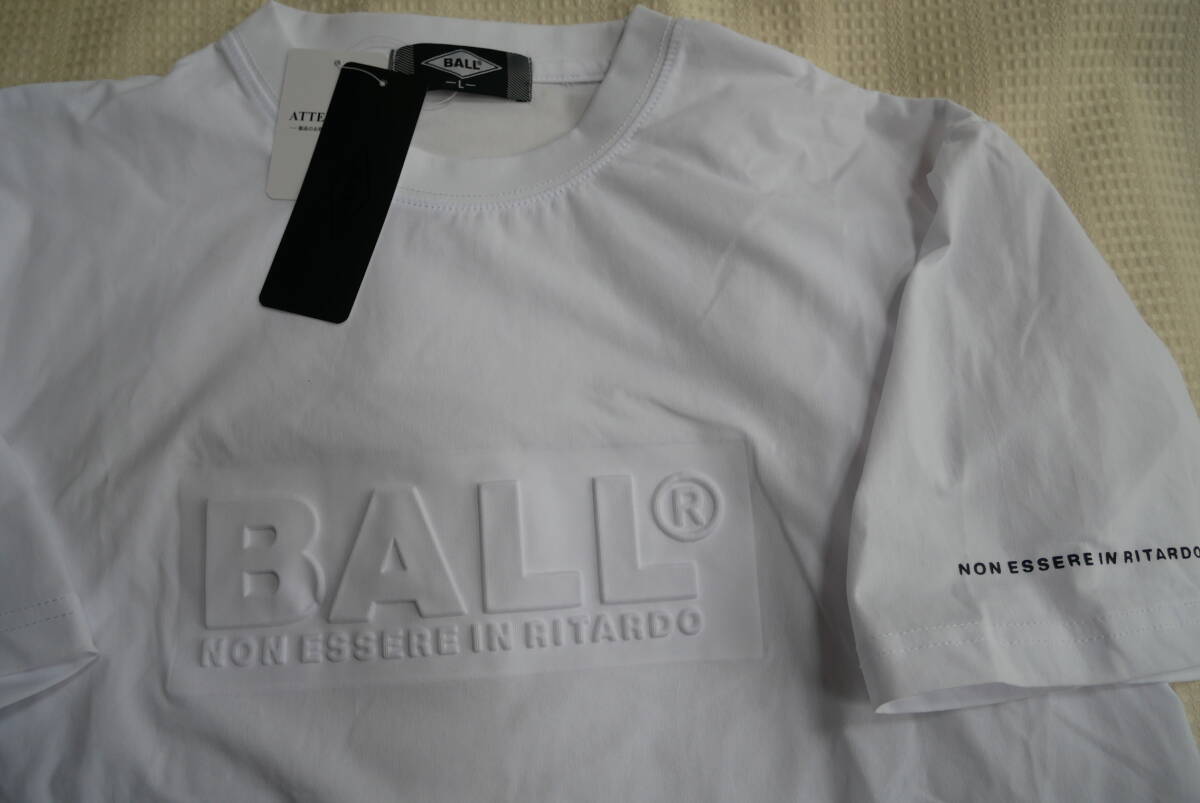 BALL®
-L-
ATTE
BALL®
NON ESSERE IN RITARDO
NON ESSERE IN RITARDO